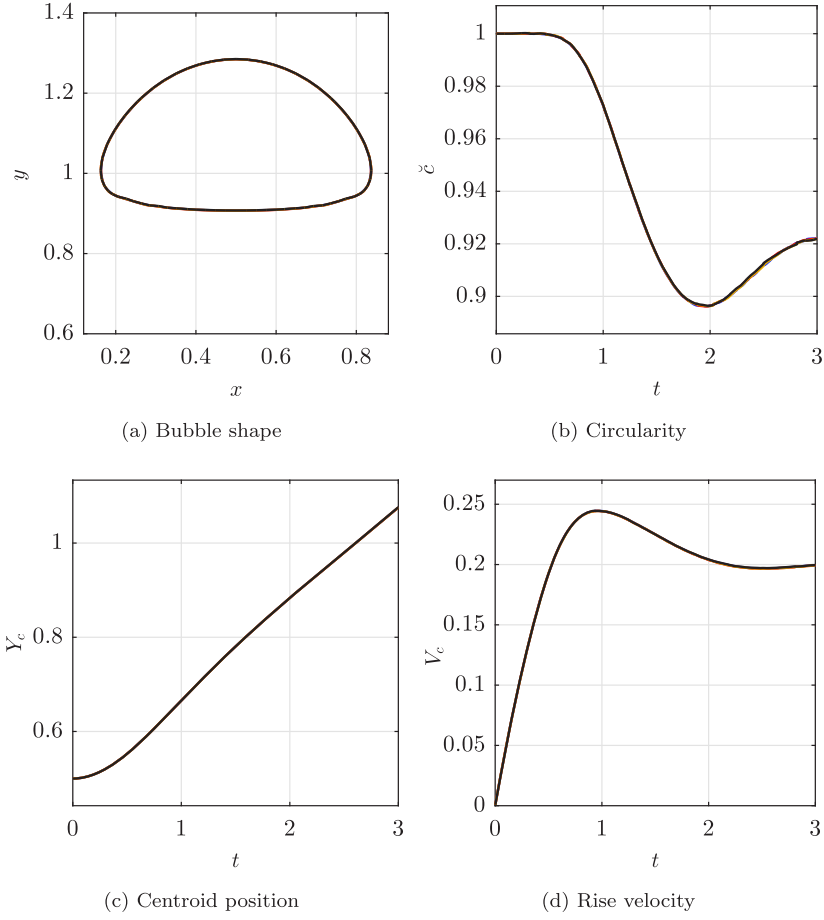 1.4
1.2
1
0.8
0.6
y
0.2 0.4 0.6 0.8
x
(a) Bubble shape
1
0.98
0.96
0.94
0.92
0.9
c̆
0 1 2 3
t
(b) Circularity
1
0.8
0.6
Y_c
0 1 2 3
t
(c) Centroid position
0.25
0.2
0.15
0.1
0.05
0
V_c
0 1 2 3
t
(d) Rise velocity